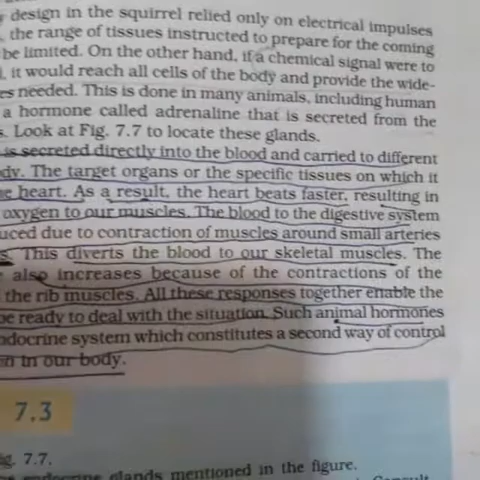 design in the squirrel relied only on electrical impulses
the range of tissues instructed to prepare for the coming
be limited. On the other hand, if a chemical signal were to
, it would reach all cells of the body and provide the wide-
es needed. This is done in many animals, including human
a hormone called adrenaline that is secreted from the
s. Look at Fig. 7.7 to locate these glands.
is secreted directly into the blood and carried to different
dy. The target organs or the specific tissues on which it
e heart. As a result, the heart beats faster, resulting in
oxygen to our muscles. The blood to the digestive system
uced due to contraction of muscles around small arteries
s. This diverts the blood to our skeletal muscles. The
also increases because of the contractions of the
the rib muscles. All these responses together enable the
be ready to deal with the situation. Such animal hormones
docrine system which constitutes a second way of control
on in our body.
7.3
g. 7.7.
endocrine glands mentioned in the figure.